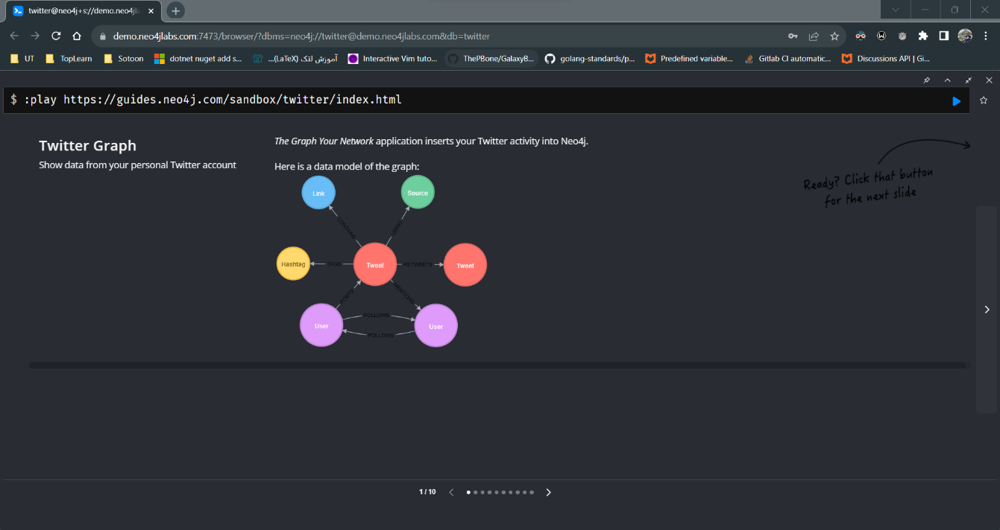 twitter@neo4j+s://demo.neo4jla
demo.neo4jlabs.com:7473/browser/?dbms=neo4j://twitter@demo.neo4jlabs.com&db=twitter
UT TopLearn Sotoon dotnet nuget add s... آموزش لتک (LaTeX)... Interactive Vim tuto... ThePBone/GalaxyB... golang-standards/p... Predefined variable... Gitlab CI automatic... Discussions API | Gi...
$ :play https://guides.neo4j.com/sandbox/twitter/index.html
Twitter Graph
Show data from your personal Twitter account
The Graph Your Network application inserts your Twitter activity into Neo4j.
Here is a data model of the graph:
Ready? Click that button
for the next slide
Link
Source
CONTAINS
USING
Hashtag
TAGS
Tweet
RETWEETS
Tweet
POSTS
MENTIONS
User
FOLLOWS
FOLLOWS
User
1 / 10